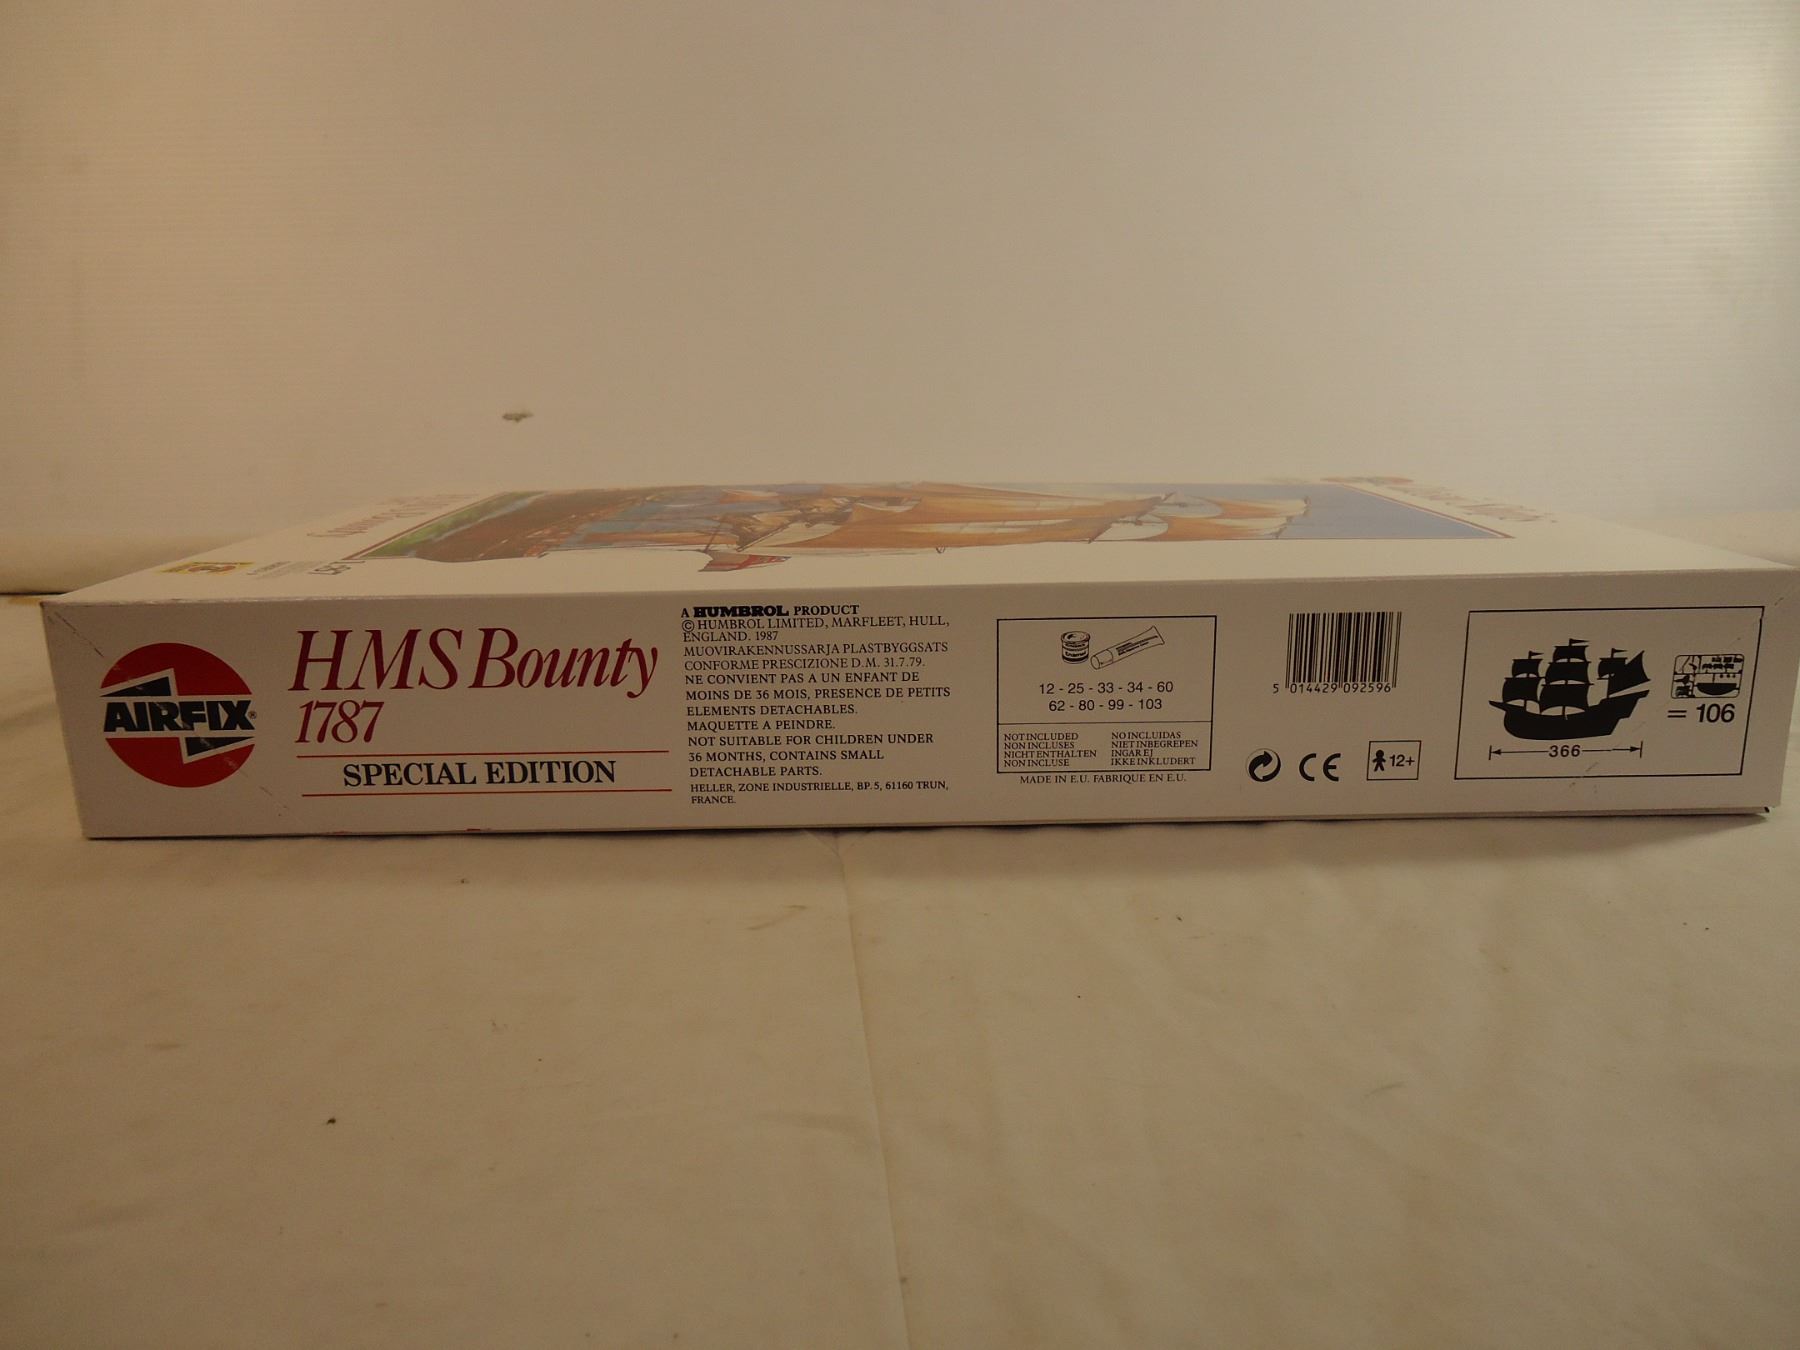 AIRFIX®
HMS Bounty
1787
SPECIAL EDITION
A HUMBROL PRODUCT
© HUMBROL LIMITED, MARFLEET, HULL,
ENGLAND. 1987
MUOVIRAKENNUSSARJA PLASTBYGGSATS
CONFORME PRESCIZIONE D.M. 31.7.79.
NE CONVIENT PAS A UN ENFANT DE
MOINS DE 36 MOIS, PRESENCE DE PETITS
ELEMENTS DETACHABLES.
MAQUETTE A PEINDRE.
NOT SUITABLE FOR CHILDREN UNDER
36 MONTHS, CONTAINS SMALL
DETACHABLE PARTS.
HELLER, ZONE INDUSTRIELLE, BP. 5, 61160 TRUN,
FRANCE.
12 - 25 - 33 - 34 - 60
62 - 80 - 99 - 103
NOT INCLUDED
NON INCLUSES
NICHT ENTHALTEN
NON INCLUSE
NO INCLUIDAS
NIET INBEGREPEN
INGAR EJ
IKKE INKLUDERT
MADE IN E.U. FABRIQUE EN E.U.
5 014429 092596
CE
12+
366
= 106